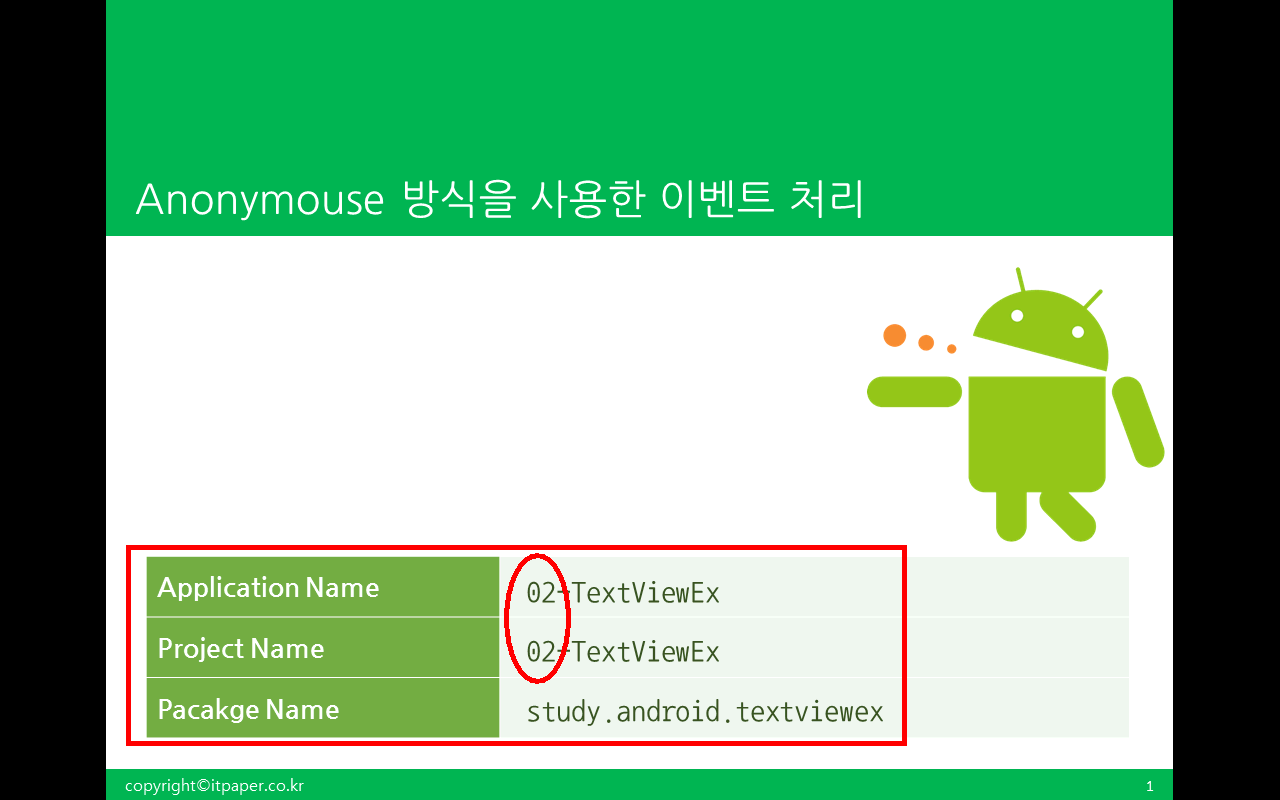 Anonymouse 방식을 사용한 이벤트 처리
Application Name 02-TextViewEx
Project Name 02-TextViewEx
Pacakge Name study.android.textviewex
copyright©itpaper.co.kr 1